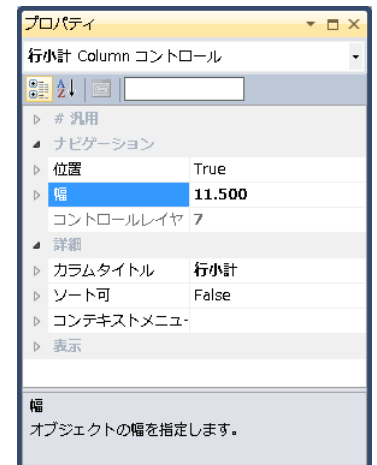 プロパティ
行小計 Column コントロール
# 汎用
ナビゲーション
位置 True
幅 11.500
コントロールレイヤ 7
詳細
カラムタイトル 行小計
ソート可 False
コンテキストメニュー
表示
幅
オブジェクトの幅を指定します。